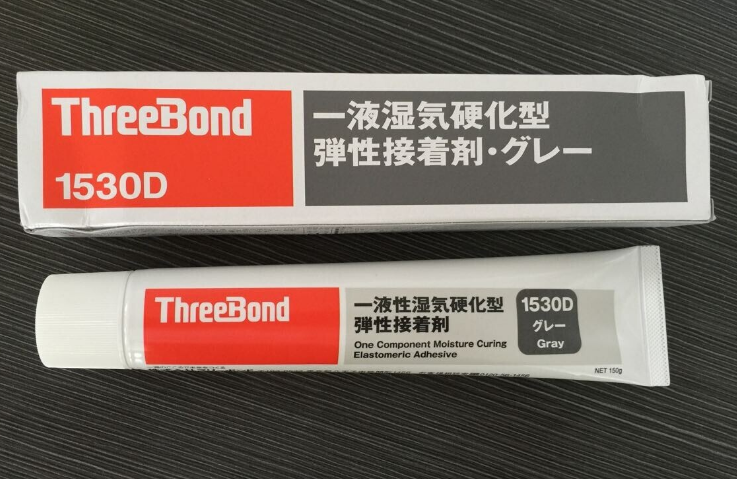 ThreeBond
1530D
一液湿気硬化型
弾性接着剤・グレー
ThreeBond
一液性湿気硬化型
弾性接着剤
One Component Moisture Curing
Elastomeric Adhesive
1530D
グレー
Gray
NET 150g